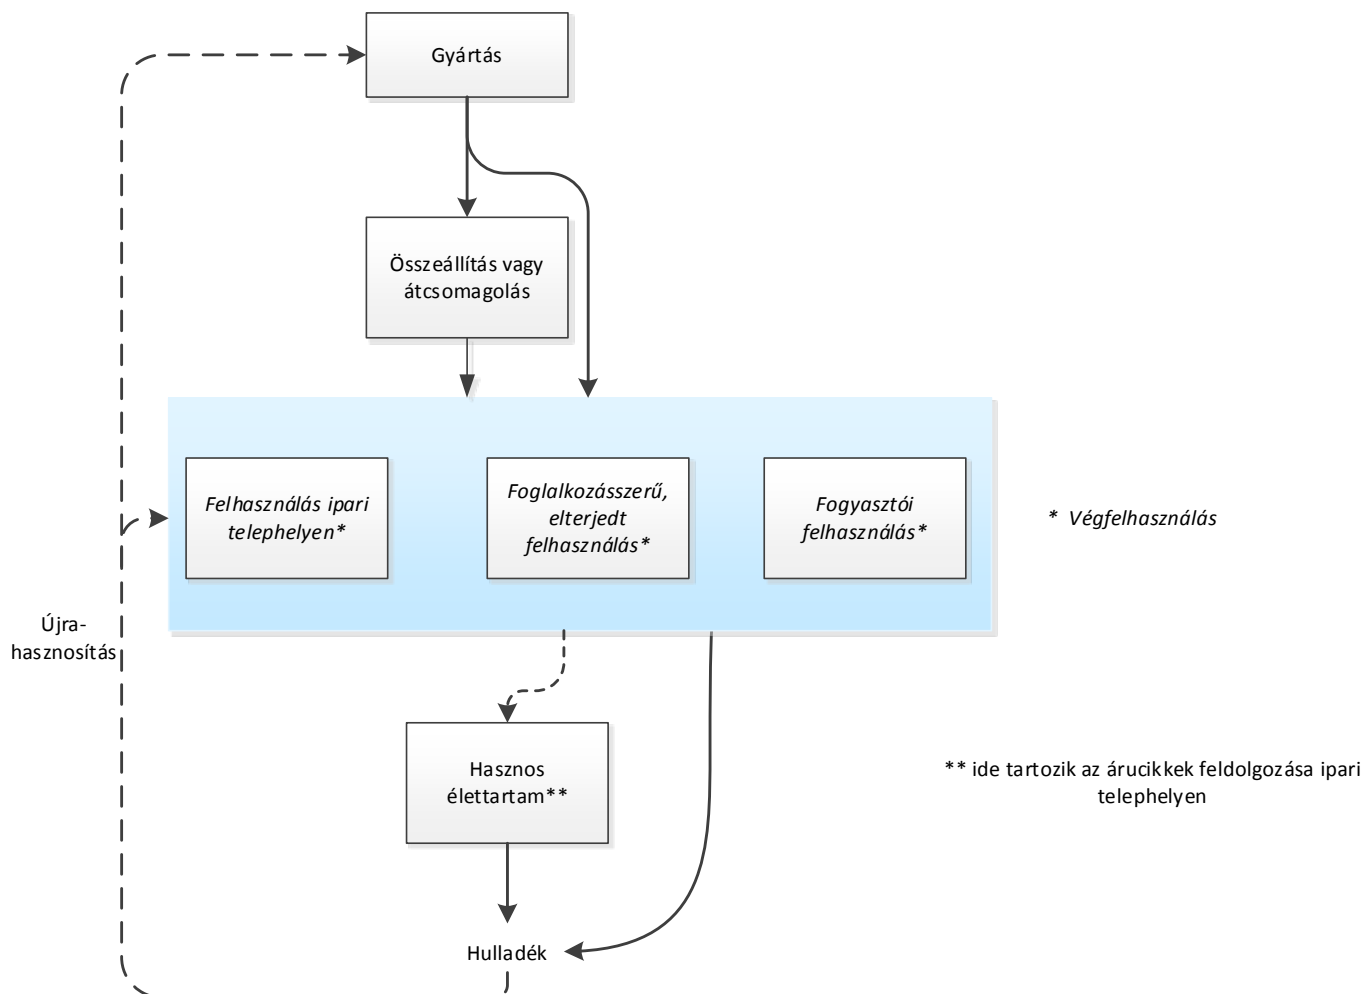 Gyártás
Összeállítás vagy
átcsomagolás
Felhasználás ipari
telephelyen*
Foglalkozásszerű,
elterjedt
felhasználás*
Fogyasztói
felhasználás*
* Végfelhasználás
Újra-
hasznosítás
Hasznos
élettartam**
** ide tartozik az árucikkek feldolgozása ipari
telephelyen
Hulladék